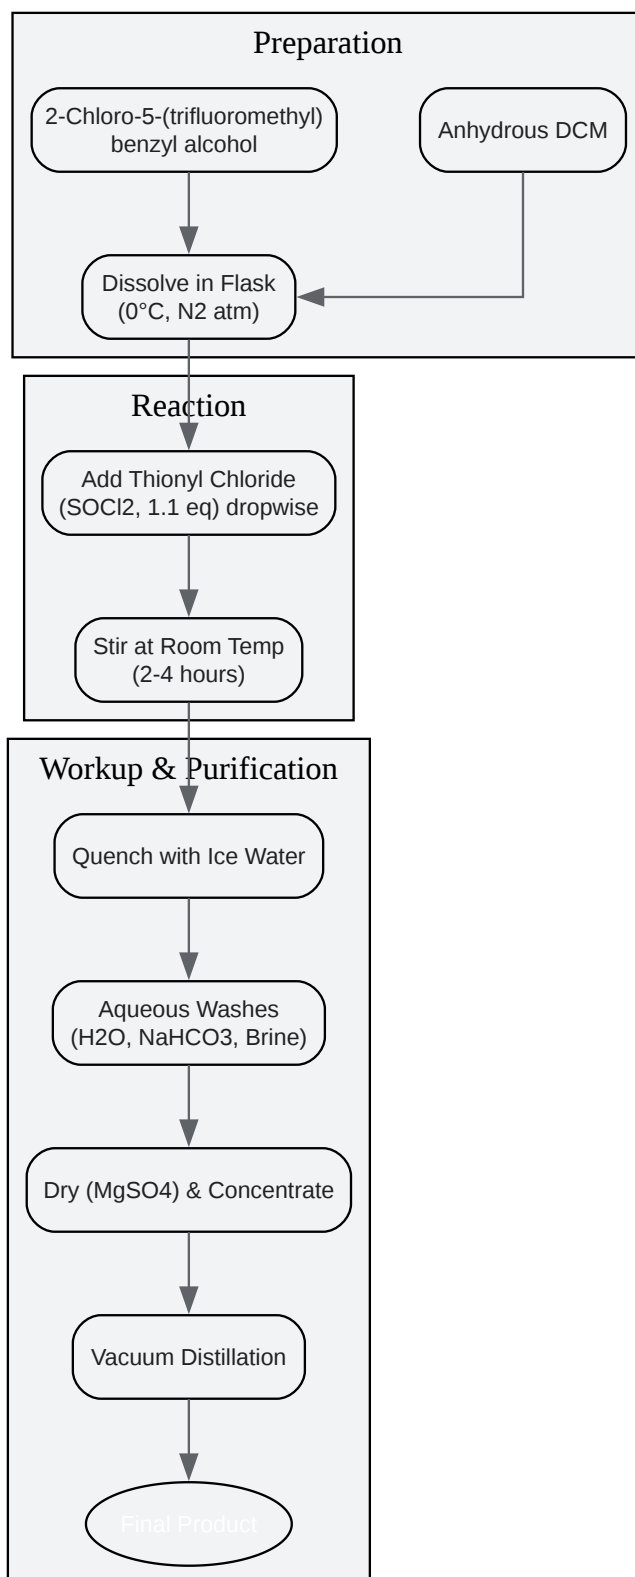 Preparation
2-Chloro-5-(trifluoromethyl)
benzyl alcohol
Anhydrous DCM
Dissolve in Flask
(0°C, N2 atm)
Reaction
Add Thionyl Chloride
(SOCl2, 1.1 eq) dropwise
Stir at Room Temp
(2-4 hours)
Workup & Purification
Quench with Ice Water
Aqueous Washes
(H2O, NaHCO3, Brine)
Dry (MgSO4) & Concentrate
Vacuum Distillation
Final Product